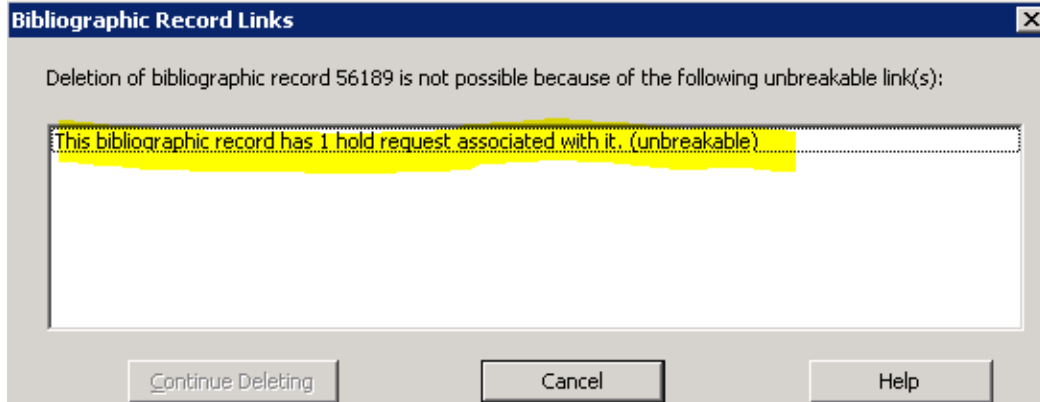 Bibliographic Record Links
Deletion of bibliographic record 56189 is not possible because of the following unbreakable link(s):
This bibliographic record has 1 hold request associated with it. (unbreakable)
Continue Deleting
Cancel
Help